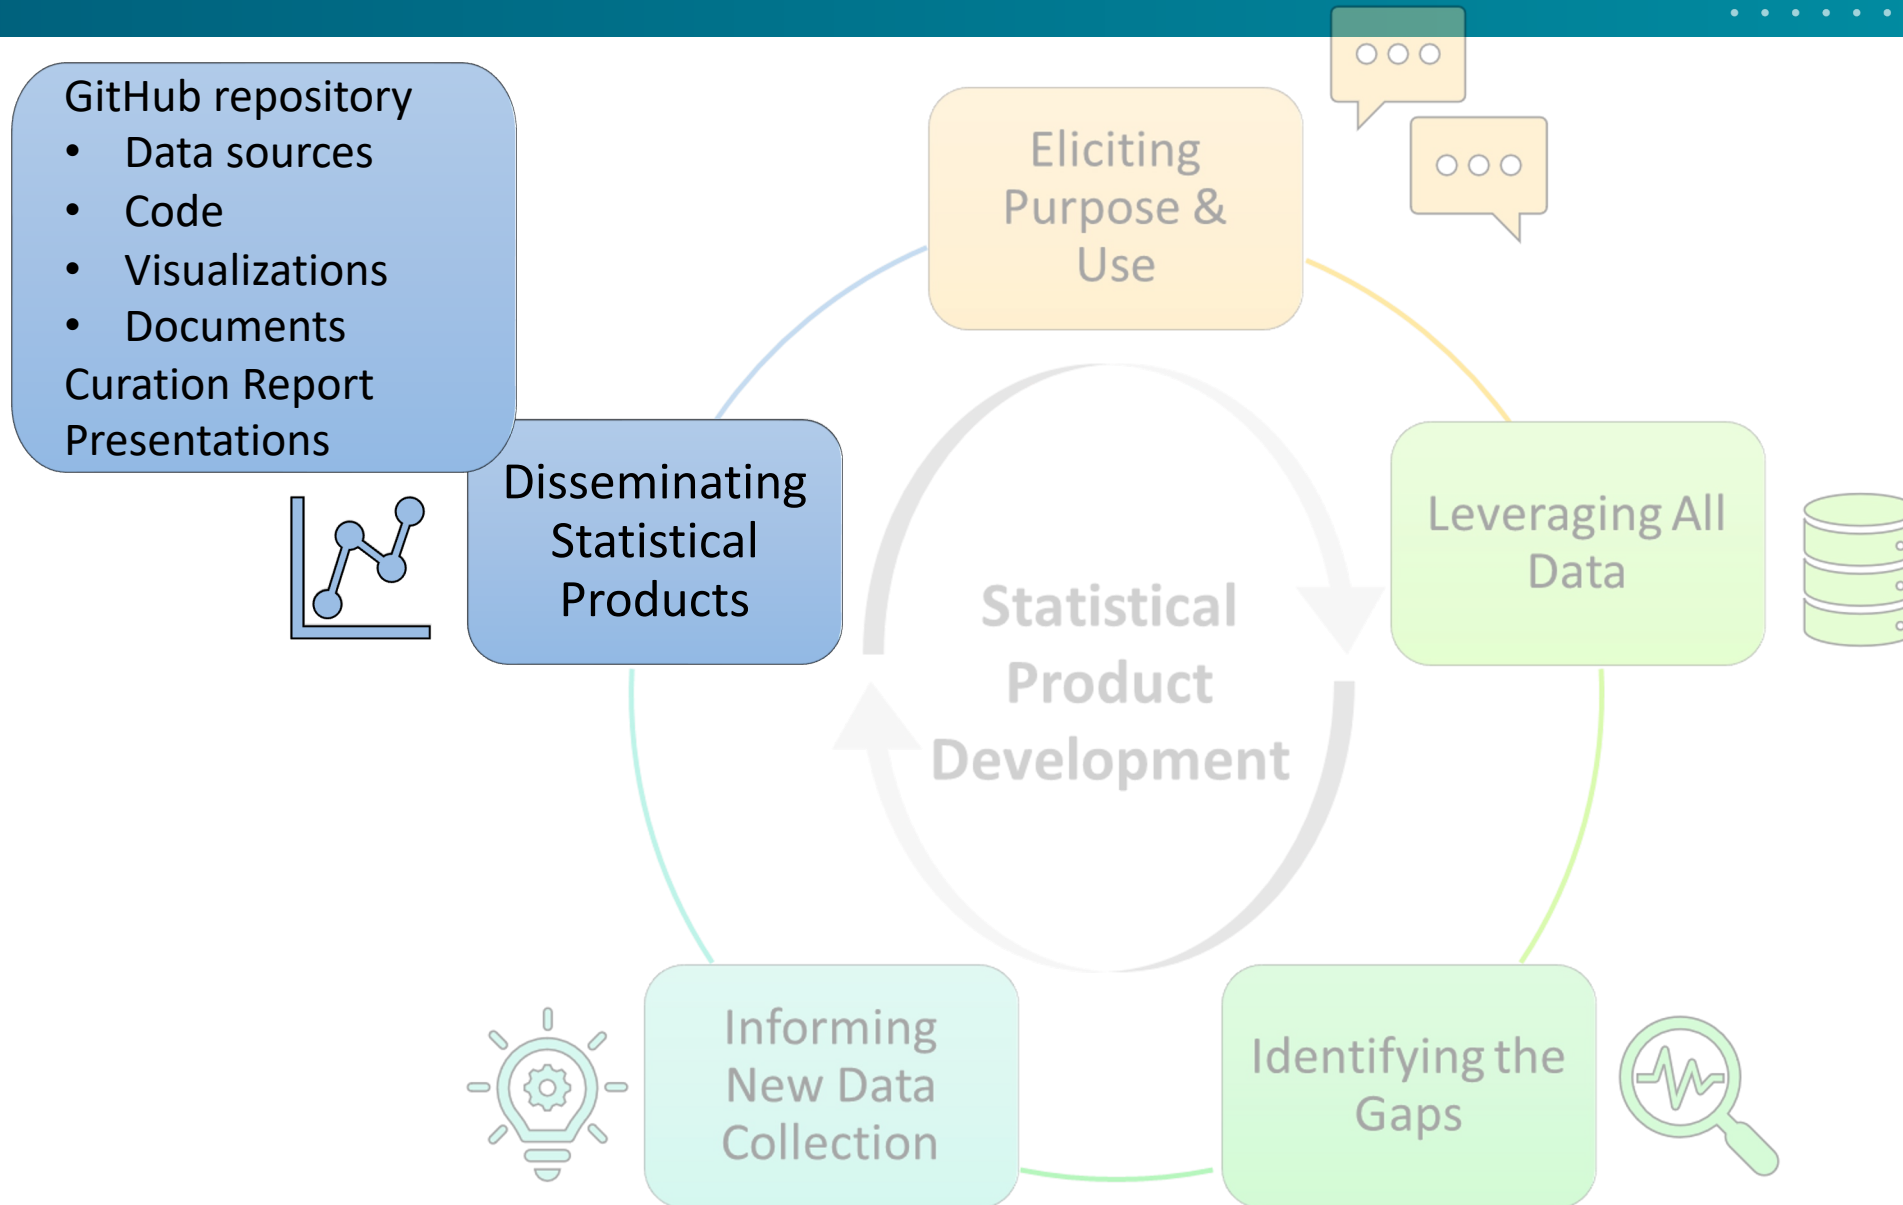 GitHub repository
• Data sources
• Code
• Visualizations
• Documents
Curation Report
Presentations
Eliciting
Purpose &
Use
Leveraging All
Data
Disseminating
Statistical
Products
Statistical
Product
Development
Informing
New Data
Collection
Identifying the
Gaps